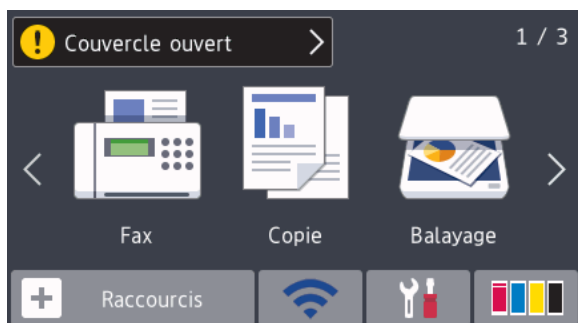 Couvercle ouvert
1 / 3
Fax
Copie
Balayage
Raccourcis